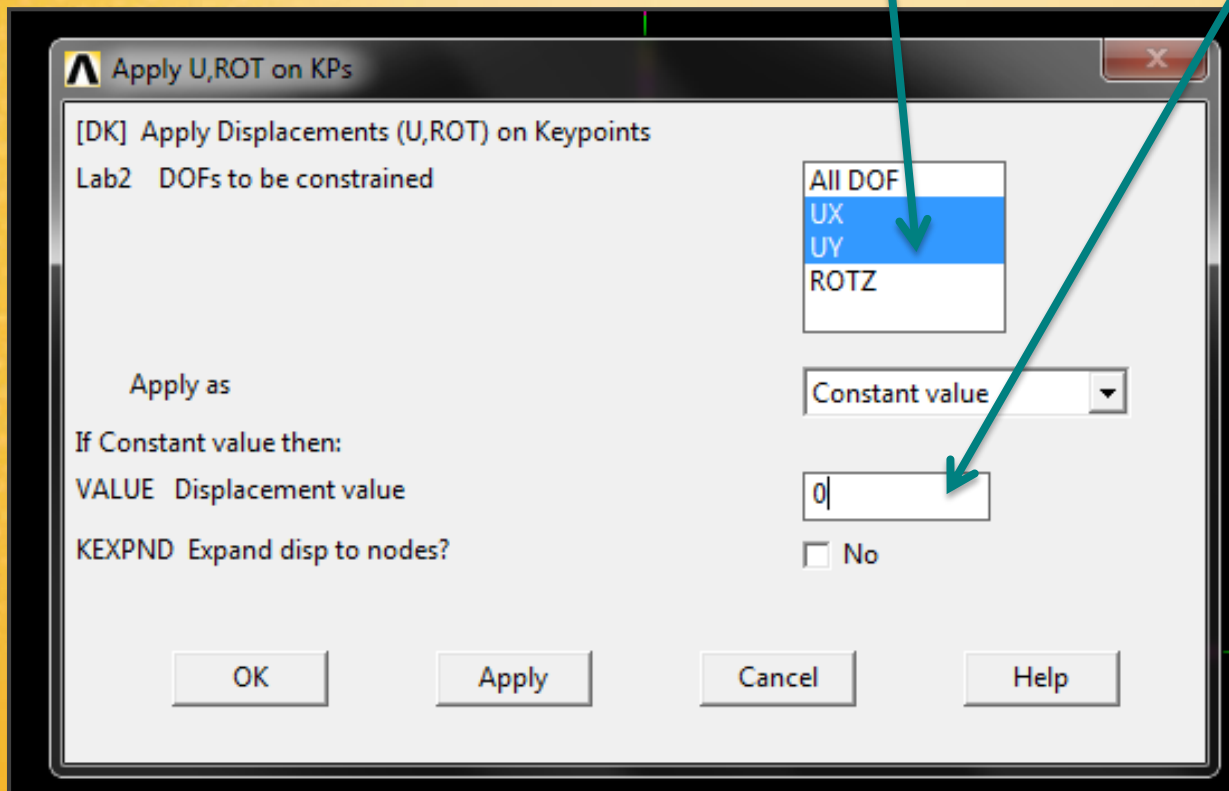 Apply U,ROT on KPs
[DK] Apply Displacements (U,ROT) on Keypoints
Lab2 DOFs to be constrained
All DOF
UX
UY
ROTZ
Apply as
Constant value
If Constant value then:
VALUE Displacement value
0
KEXPND Expand disp to nodes?
No
OK
Apply
Cancel
Help